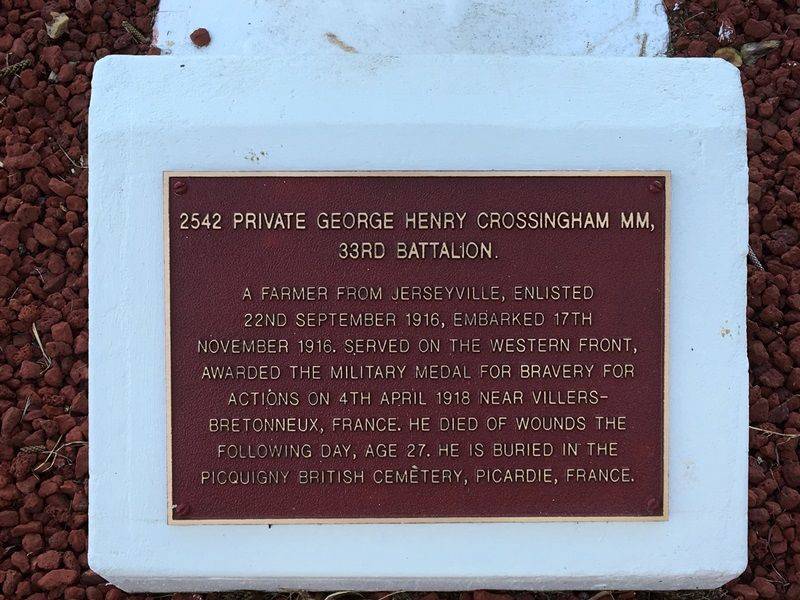 2542 PRIVATE GEORGE HENRY CROSSINGHAM MM,
33RD BATTALION.
A FARMER FROM JERSEYVILLE, ENLISTED
22ND SEPTEMBER 1916, EMBARKED 17TH
NOVEMBER 1916. SERVED ON THE WESTERN FRONT,
AWARDED THE MILITARY MEDAL FOR BRAVERY FOR
ACTIONS ON 4TH APRIL 1918 NEAR VILLERS-
BRETONNEUX, FRANCE. HE DIED OF WOUNDS THE
FOLLOWING DAY, AGE 27. HE IS BURIED IN THE
PICQUIGNY BRITISH CEMETERY, PICARDIE, FRANCE.